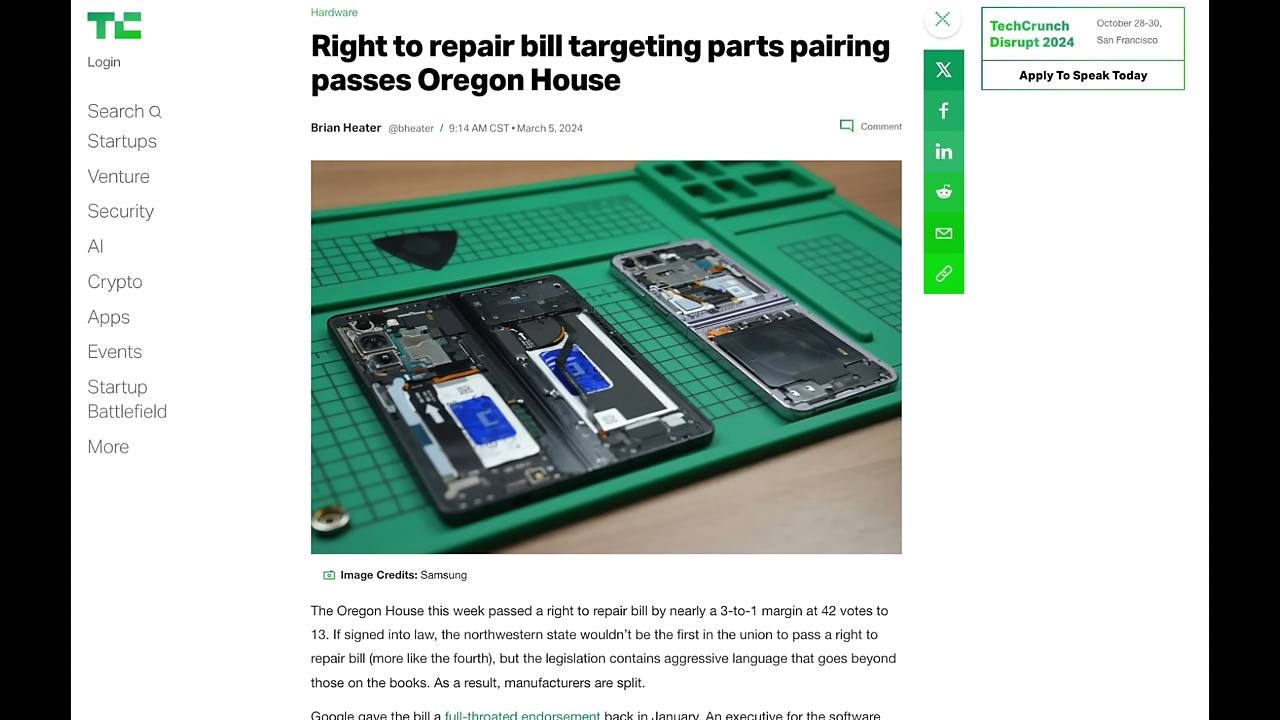 TC
Login
Search
Startups
Venture
Security
AI
Crypto
Apps
Events
Startup
Battlefield
More
Hardware
Right to repair bill targeting parts pairing
passes Oregon House
Brian Heater @bheater / 9:14 AM CST • March 5, 2024
Comment
Image Credits: Samsung
The Oregon House this week passed a right to repair bill by nearly a 3-to-1 margin at 42 votes to
13. If signed into law, the northwestern state wouldn't be the first in the union to pass a right to
repair bill (more like the fourth), but the legislation contains aggressive language that goes beyond
those on the books. As a result, manufacturers are split.
Google gave the bill a full-throated endorsement back in January. An executive for the software
X
f
in
TechCrunch
Disrupt 2024
October 28-30,
San Francisco
Apply To Speak Today